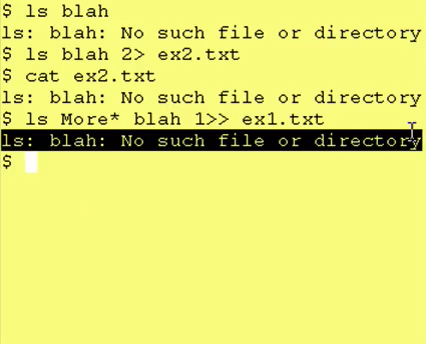 $ ls blah
ls: blah: No such file or directory
$ ls blah 2> ex2.txt
$ cat ex2.txt
ls: blah: No such file or directory
$ ls More* blah 1>> ex1.txt
ls: blah: No such file or directory
$